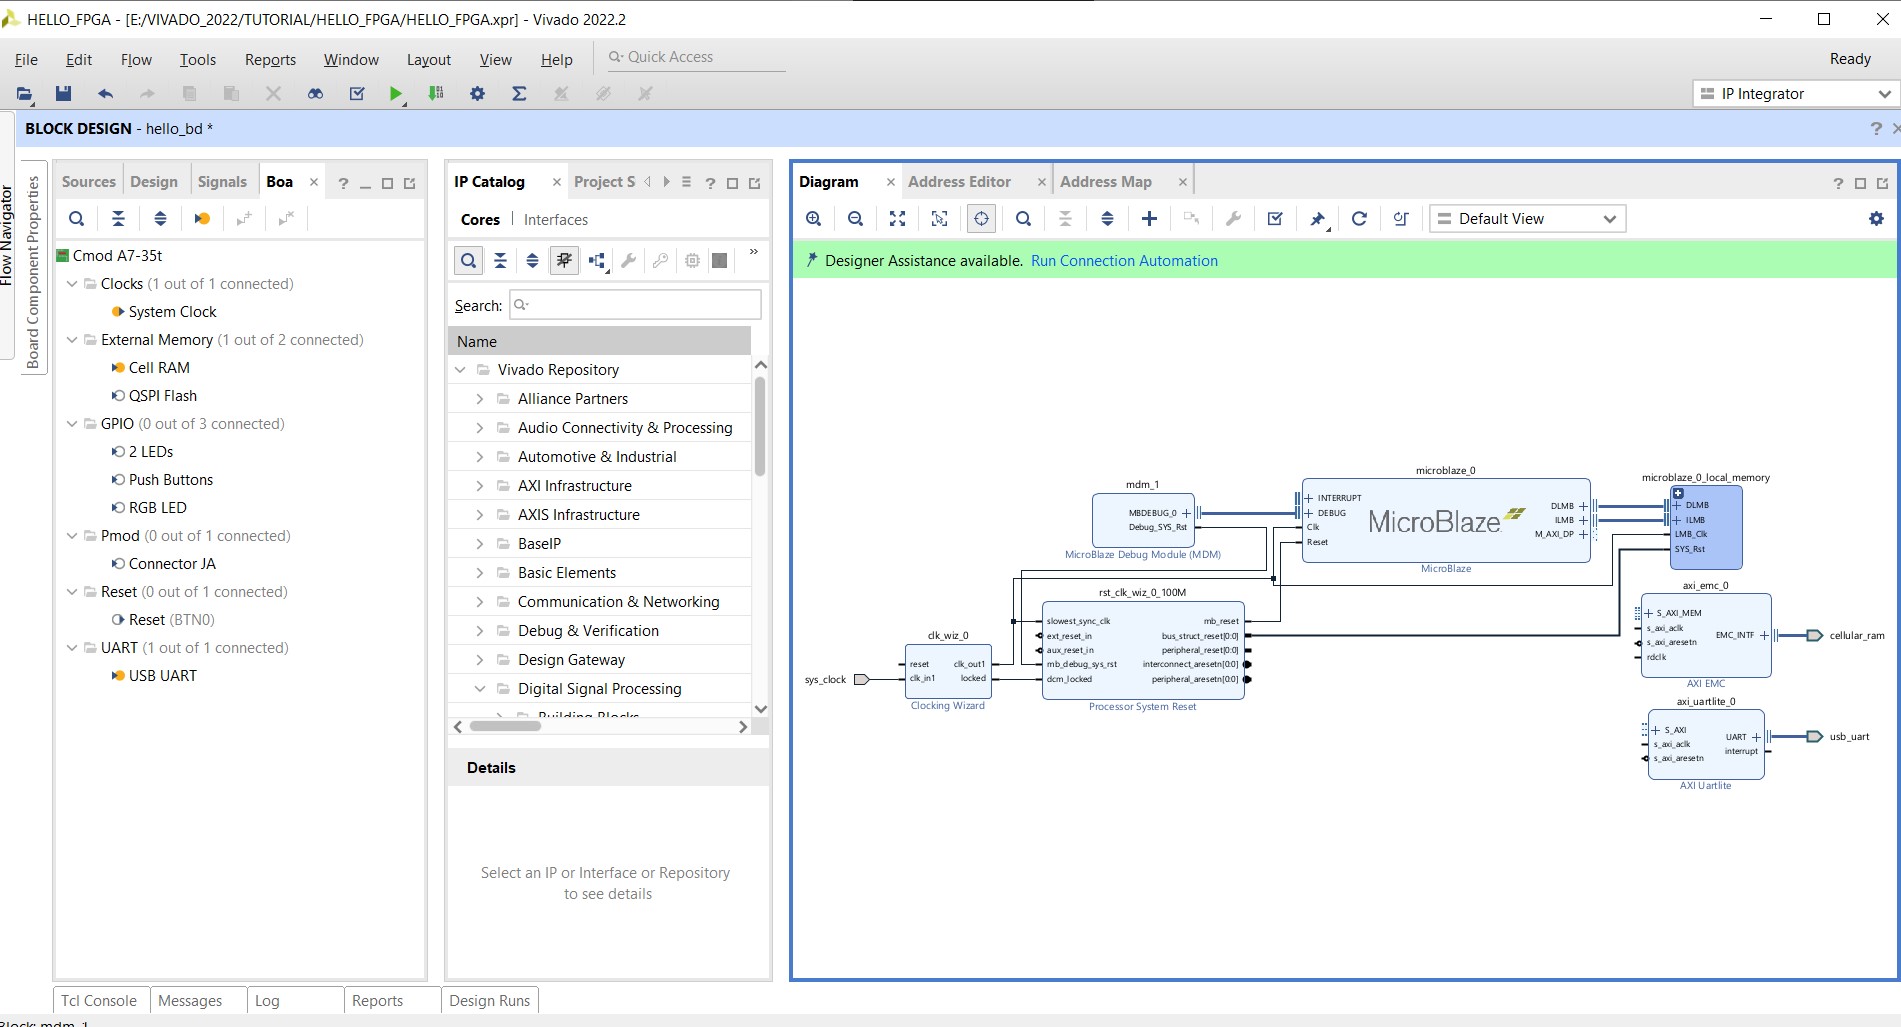 HELLO_FPGA - [E:/VIVADO_2022/TUTORIAL/HELLO_FPGA/HELLO_FPGA.xpr] - Vivado 2022.2
File Edit Flow Tools Reports Window Layout View Help Quick Access Ready
IP Integrator
BLOCK DESIGN - hello_bd *
Flow Navigator
Board Component Properties
Sources Design Signals Boa
Cmod A7-35t
Clocks (1 out of 1 connected)
System Clock
External Memory (1 out of 2 connected)
Cell RAM
QSPI Flash
GPIO (0 out of 3 connected)
2 LEDs
Push Buttons
RGB LED
Pmod (0 out of 1 connected)
Connector JA
Reset (0 out of 1 connected)
Reset (BTN0)
UART (1 out of 1 connected)
USB UART
IP Catalog Project S
Cores Interfaces
Search:
Name
Vivado Repository
Alliance Partners
Audio Connectivity & Processing
Automotive & Industrial
AXI Infrastructure
AXIS Infrastructure
BaseIP
Basic Elements
Communication & Networking
Debug & Verification
Design Gateway
Digital Signal Processing
Building Blocks
Details
Select an IP or Interface or Repository
to see details
Diagram Address Editor Address Map
Default View
Designer Assistance available. Run Connection Automation
sys_clock
clk_wiz_0
reset clk_out1
clk_in1 locked
Clocking Wizard
mdm_1
MBDEBUG_0
Debug_SYS_Rst
MicroBlaze Debug Module (MDM)
rst_clk_wiz_0_100M
slowest_sync_clk mb_reset
ext_reset_in bus_struct_reset[0:0]
aux_reset_in peripheral_reset[0:0]
mb_debug_sys_rst interconnect_aresetn[0:0]
dcm_locked peripheral_aresetn[0:0]
Processor System Reset
microblaze_0
INTERRUPT
DEBUG
Clk
Reset
MicroBlaze
DLMB
ILMB
M_AXI_DP
MicroBlaze
microblaze_0_local_memory
DLMB
ILMB
LMB_Clk
SYS_Rst
axi_emc_0
S_AXI_MEM
s_axi_aclk
s_axi_aresetn
rdclk
EMC_INTF
cellular_ram
AXI EMC
axi_uartlite_0
S_AXI
s_axi_aclk
s_axi_aresetn
UART
interrupt
usb_uart
AXI Uartlite
Tcl Console Messages Log Reports Design Runs
Block: mdm_1